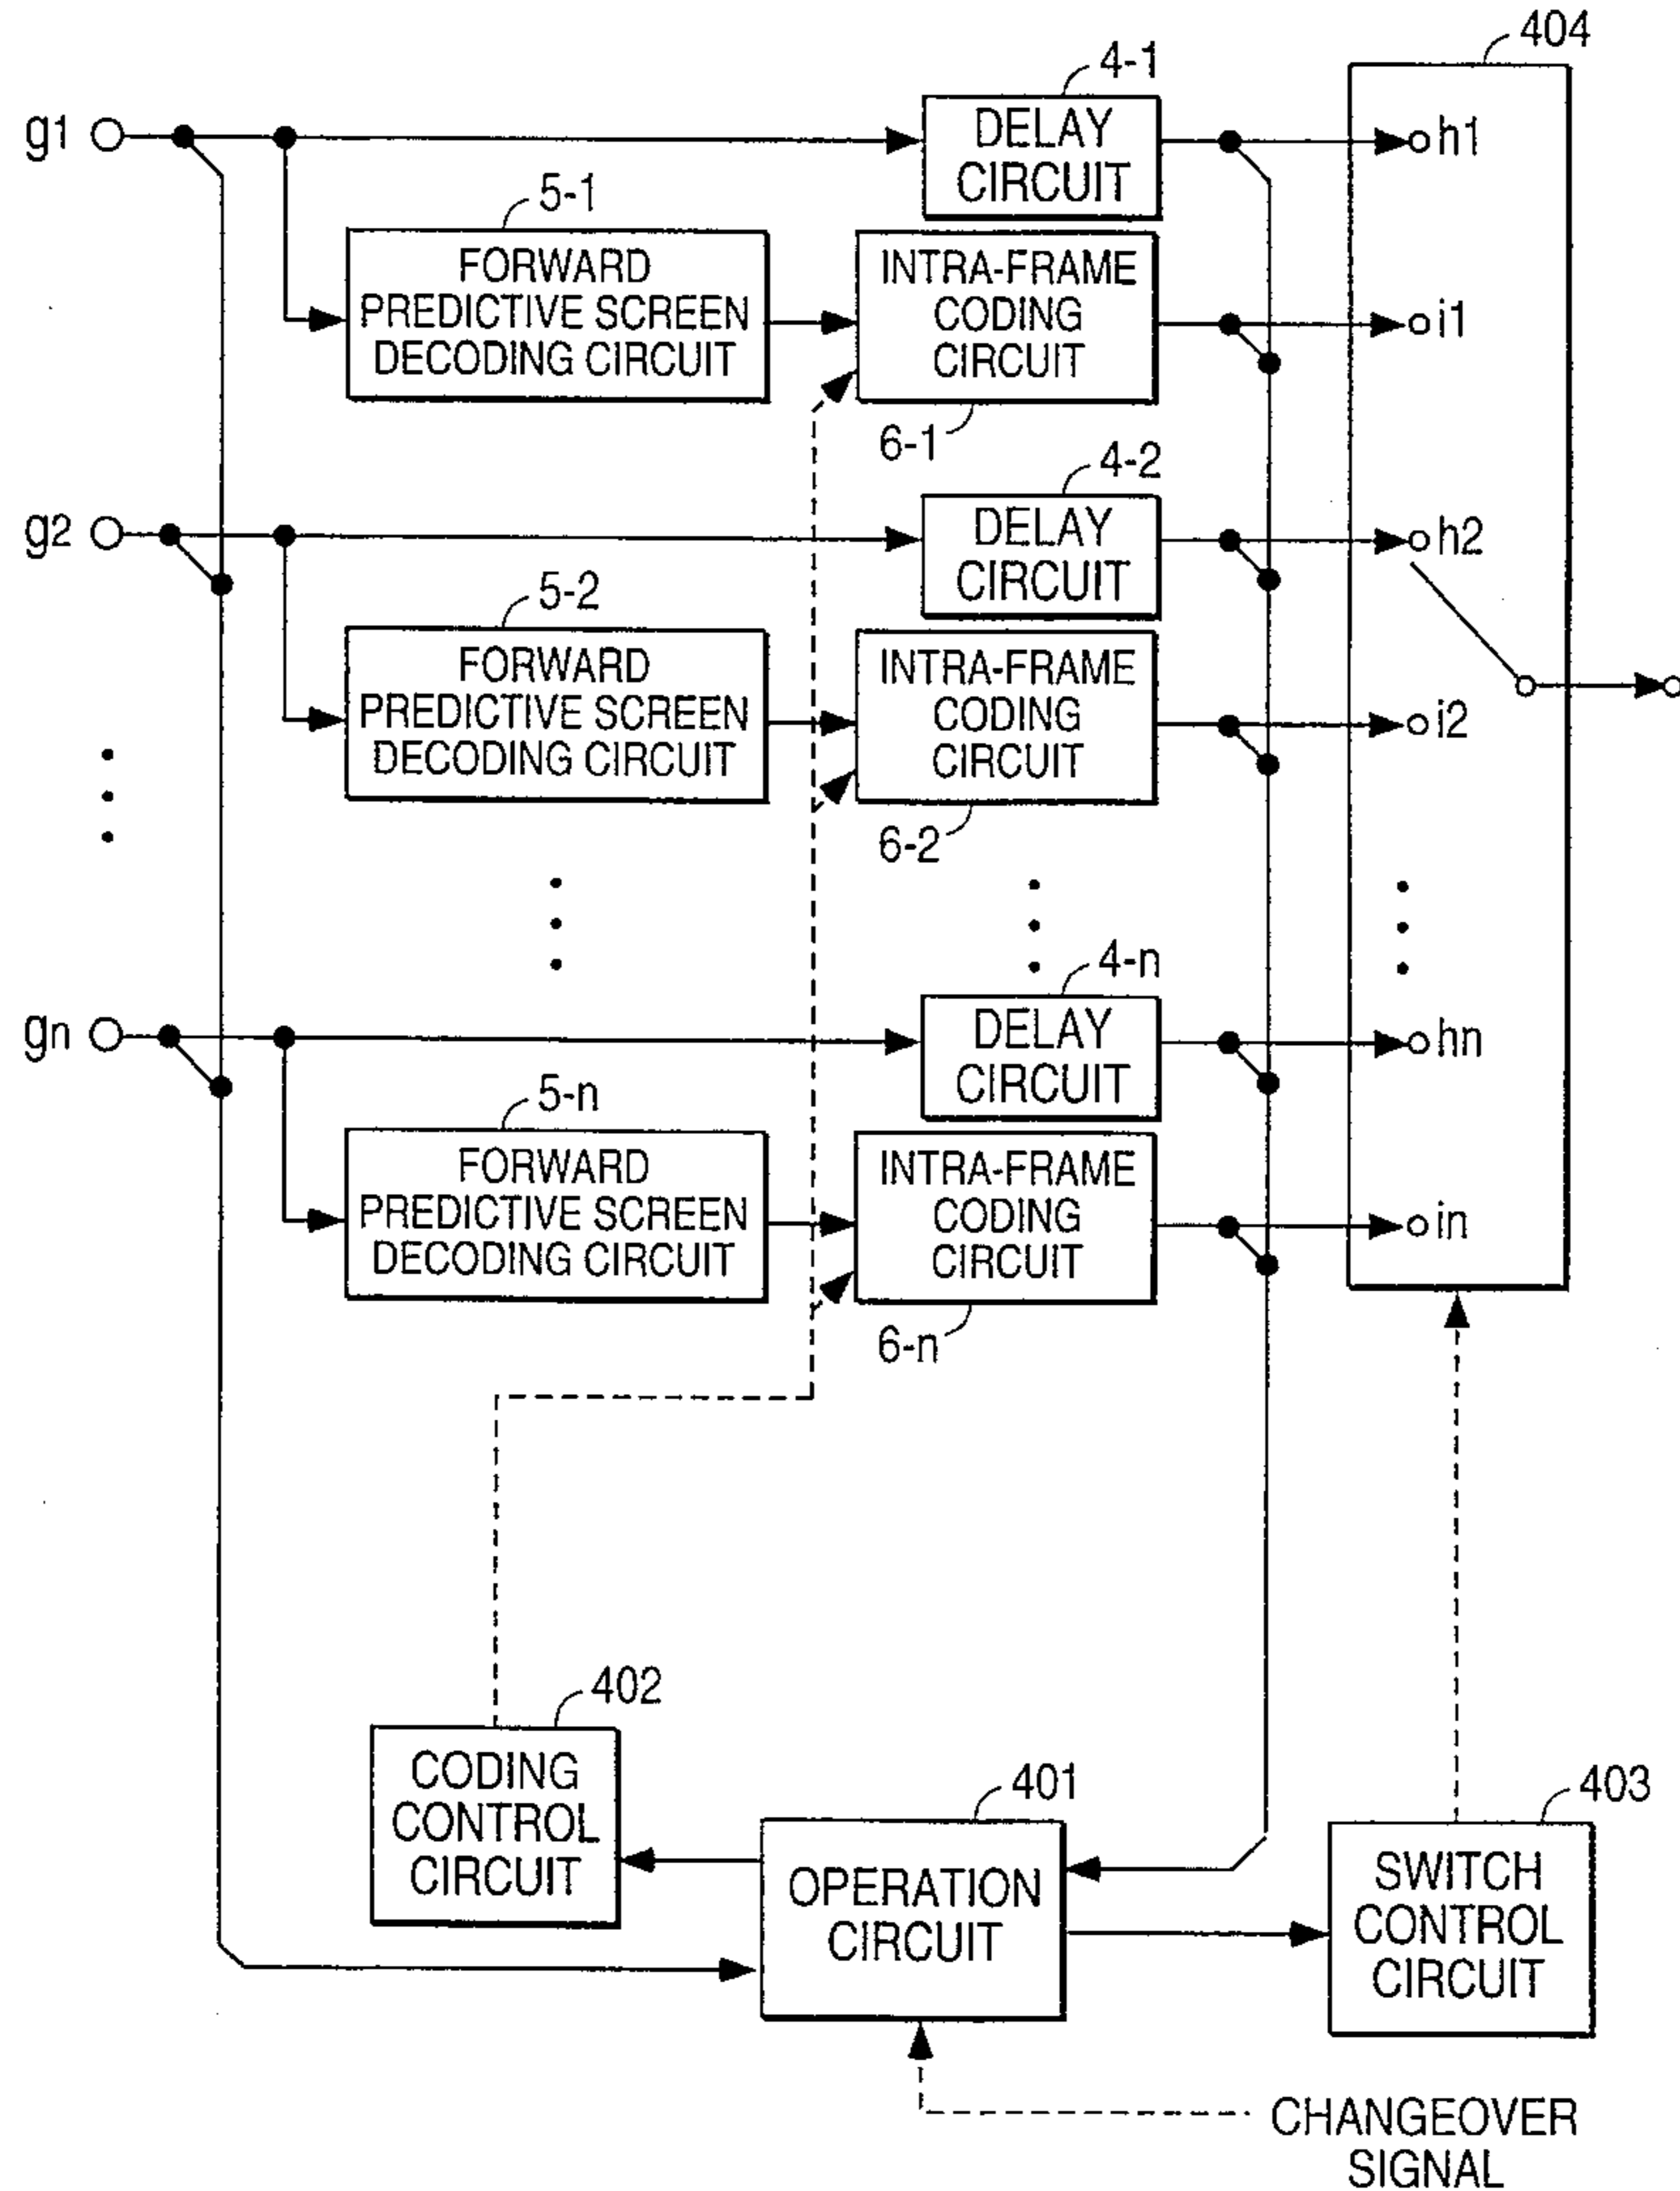 404
4-1
g1
DELAY
CIRCUIT
h1
5-1
FORWARD
PREDICTIVE SCREEN
DECODING CIRCUIT
INTRA-FRAME
CODING
CIRCUIT
i1
6-1
4-2
g2
DELAY
CIRCUIT
h2
5-2
FORWARD
PREDICTIVE SCREEN
DECODING CIRCUIT
INTRA-FRAME
CODING
CIRCUIT
i2
6-2
4-n
gn
DELAY
CIRCUIT
hn
5-n
FORWARD
PREDICTIVE SCREEN
DECODING CIRCUIT
INTRA-FRAME
CODING
CIRCUIT
in
6-n
402
CODING
CONTROL
CIRCUIT
401
OPERATION
CIRCUIT
403
SWITCH
CONTROL
CIRCUIT
CHANGEOVER
SIGNAL